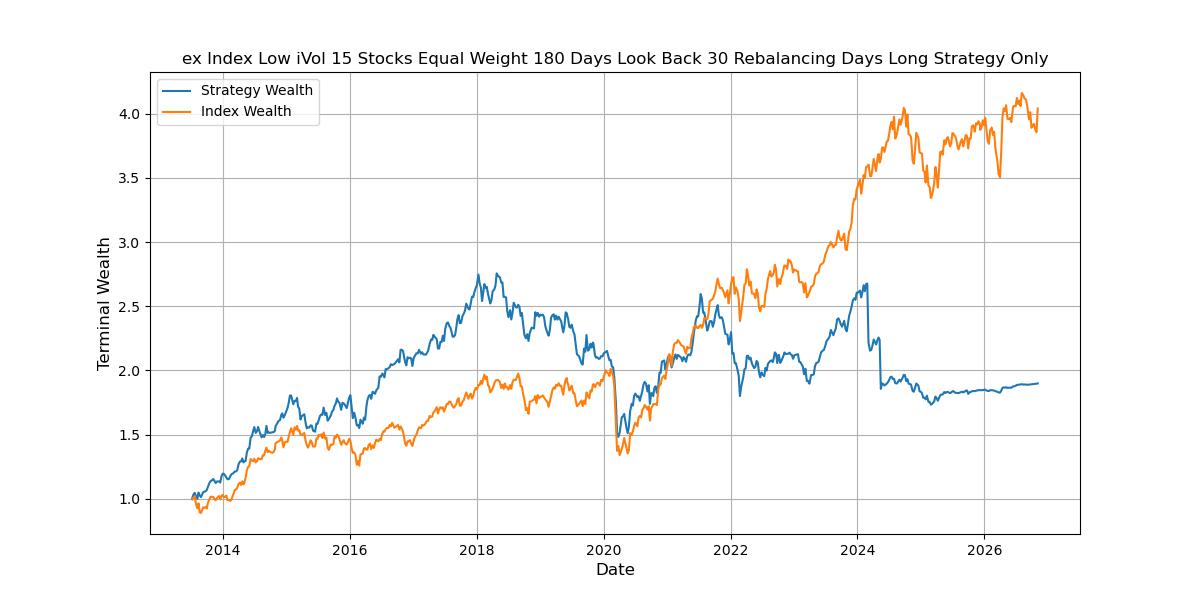 ex Index Low iVol 15 Stocks Equal Weight 180 Days Look Back 30 Rebalancing Days Long Strategy Only
Strategy Wealth
Index Wealth
Terminal Wealth
4.0
3.5
3.0
2.5
2.0
1.5
1.0
2014 2016 2018 2020 2022 2024 2026
Date